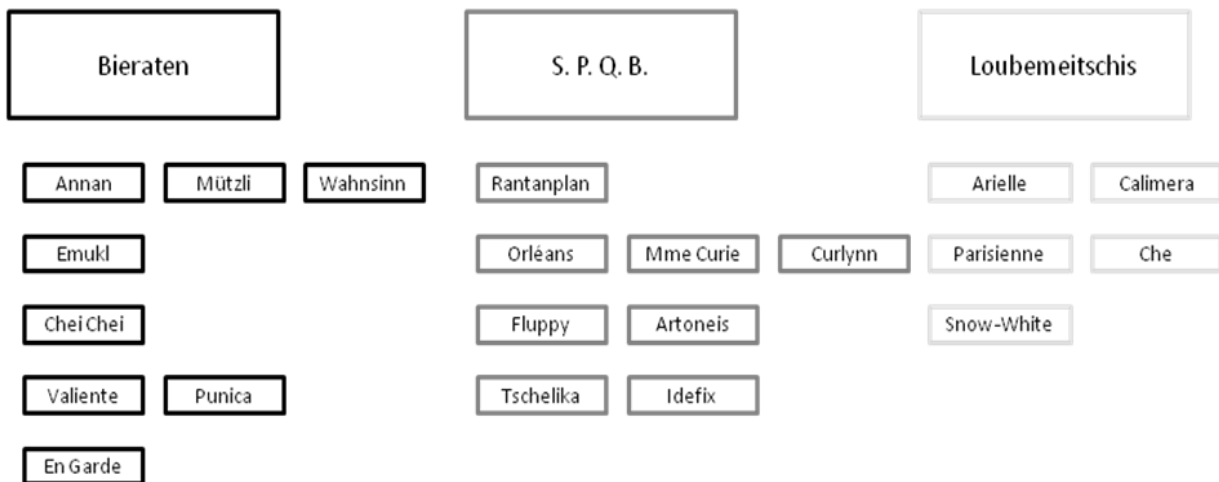 Bieraten S. P. Q. B. Loubemeitschis
Annan Mützli Wahnsinn Rantanplan Arielle Calimera
Emukl Orléans Mme Curie Curlynn Parisienne Che
Chei Chei Fluppy Artoneis Snow-White
Valiente Punica Tschelika Idefix
En Garde